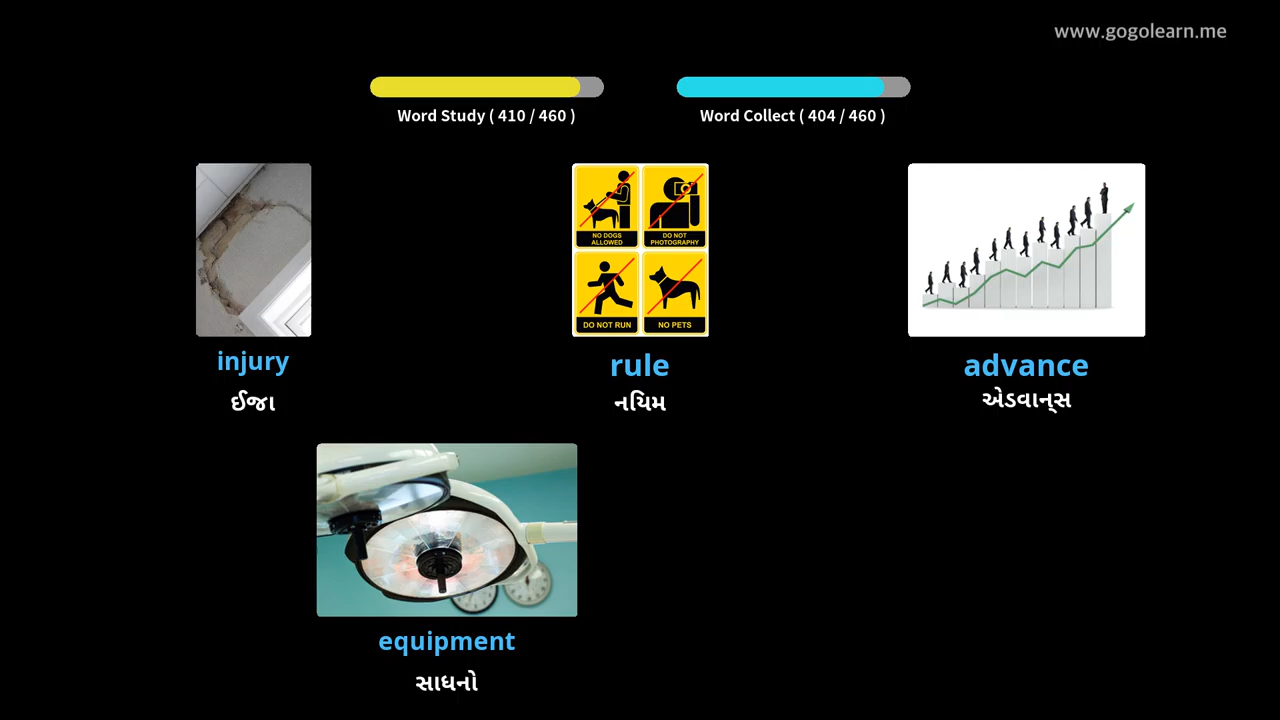 www.gogolearn.me
Word Study ( 410 / 460 )
Word Collect ( 404 / 460 )
NO DOGS
ALLOWED
DO NOT
PHOTOGRAPHY
DO NOT RUN
NO PETS
injury
rule
advance
ઈજા
નયિમ
એડવાન્સ
equipment
સાધનો